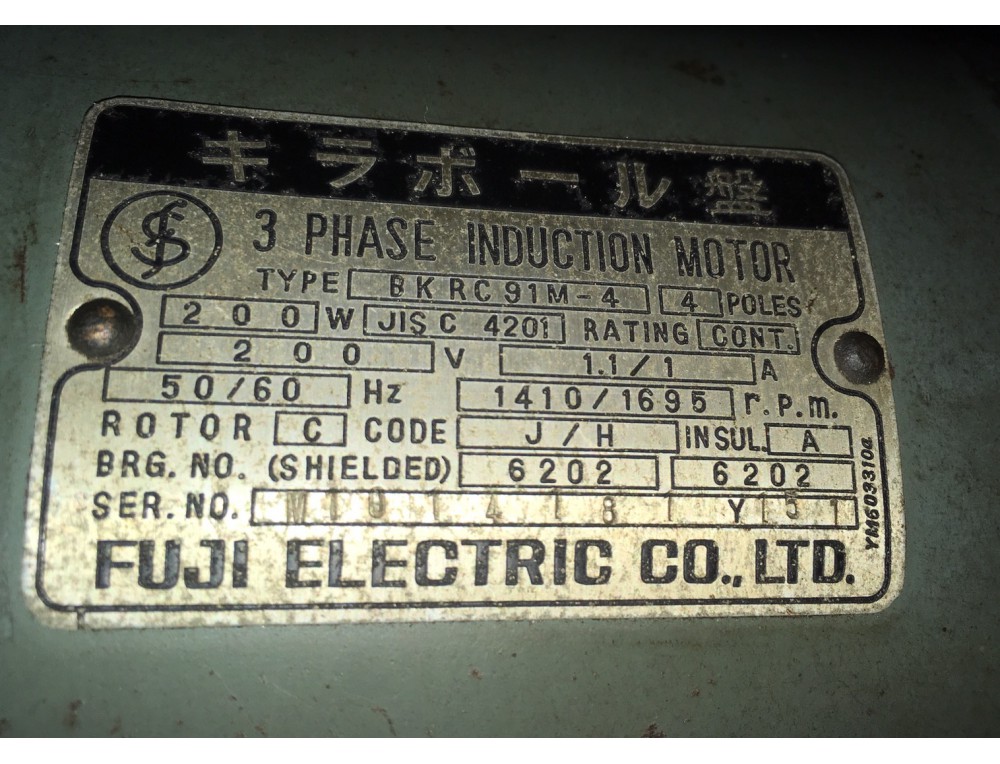 キラボール盤
3 PHASE INDUCTION MOTOR
TYPE BKRC91M-4 4 POLES
200 W JIS C 4201 RATING CONT.
200 V 1.1/1 A
50/60 Hz 1410/1695 r.p.m.
ROTOR C CODE J/H INSUL. A
BRG. NO. (SHIELDED) 6202 6202
SER. NO. Y
FUJI ELECTRIC CO., LTD.
YM603310a